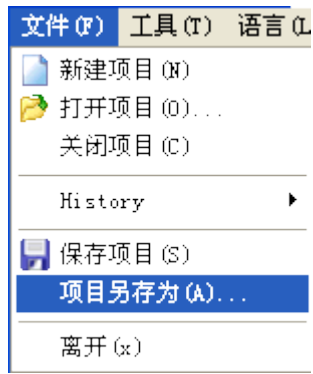 文件(F) 工具(T) 语言(L
新建项目(N)
打开项目(O)...
关闭项目(C)
History
保存项目(S)
项目另存为(A)...
离开(x)